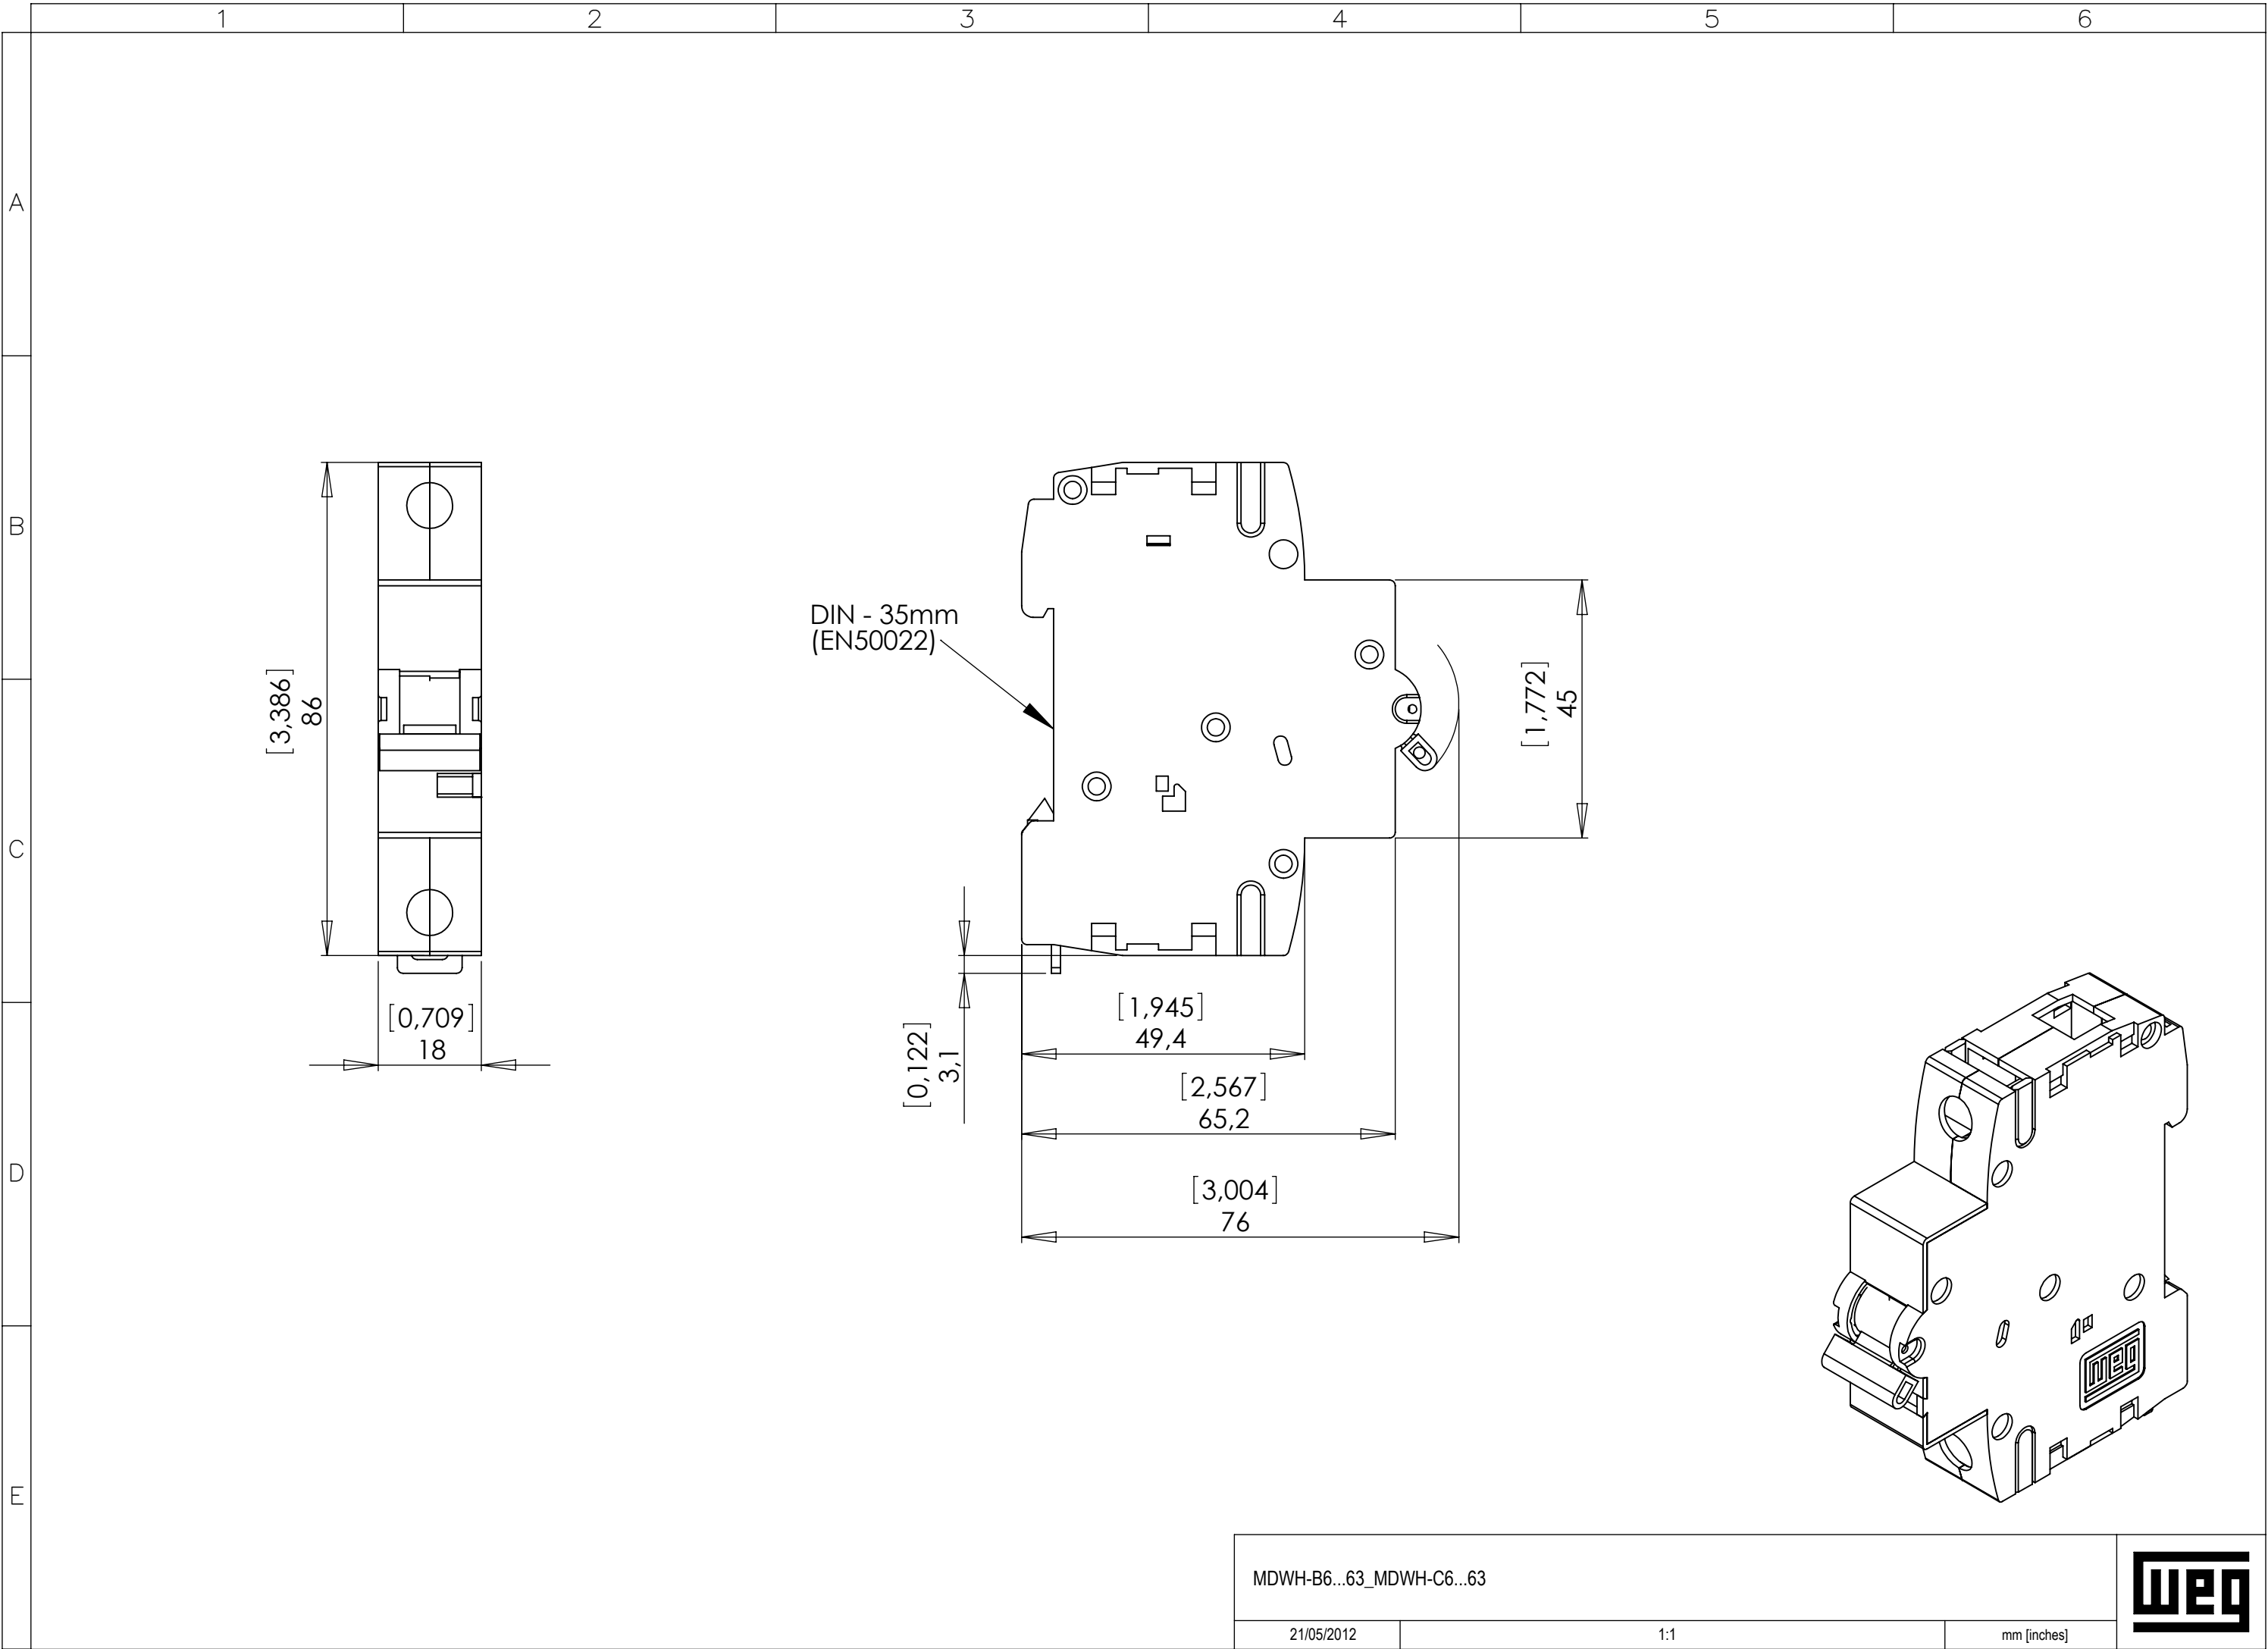 1 2 3 4 5 6
A
B
C
D
E
[3,386]
86
[0,709]
18
DIN - 35mm
(EN50022)
[1,772]
45
[0,122]
3,1
[1,945]
49,4
[2,567]
65,2
[3,004]
76
weg
MDWH-B6...63_MDWH-C6...63
21/05/2012 1:1 mm [inches]
weg